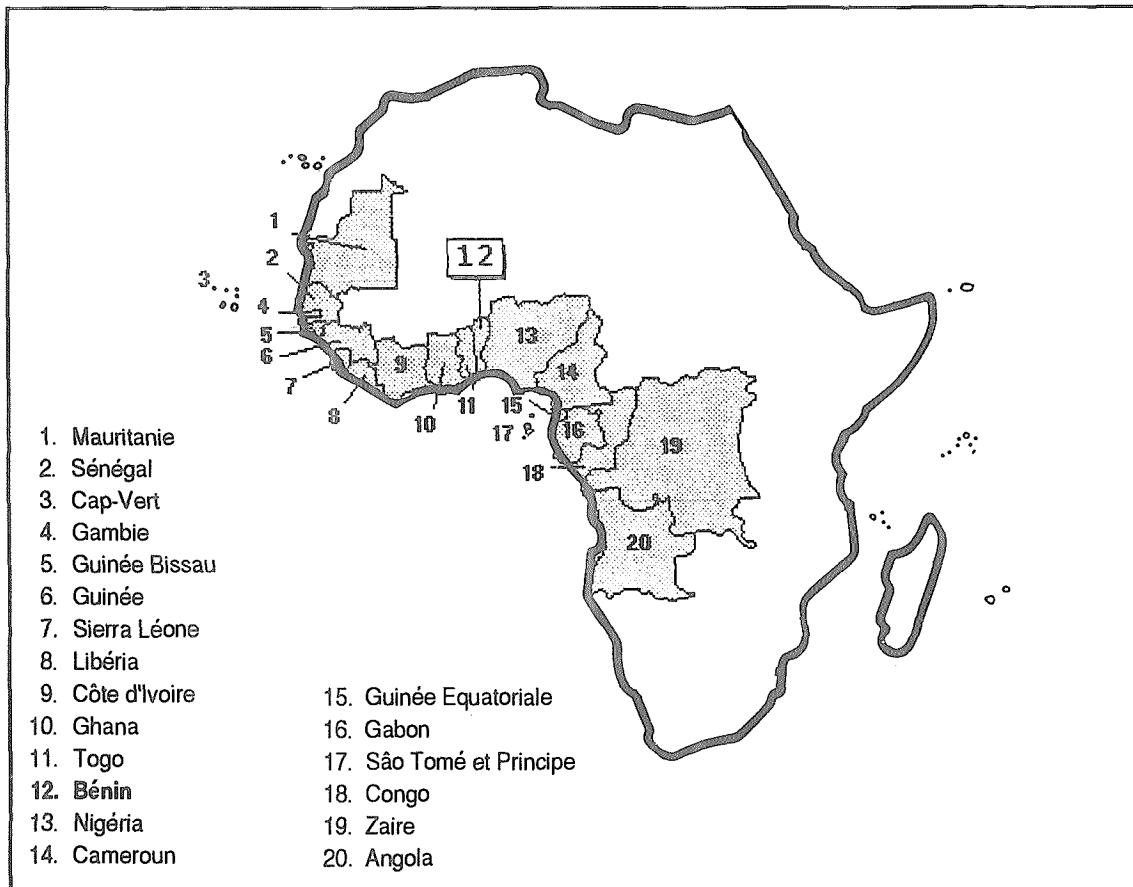 1
2
12
3
4
13
5
6
9
14
7
15
16
8
10
11
17
19
18
20
1. Mauritanie
2. Sénégal
3. Cap-Vert
4. Gambie
5. Guinée Bissau
6. Guinée
7. Sierra Léone
8. Libéria
9. Côte d'Ivoire
10. Ghana
11. Togo
12. Bénin
13. Nigéria
14. Cameroun
15. Guinée Equatoriale
16. Gabon
17. Sâo Tomé et Principe
18. Congo
19. Zaire
20. Angola